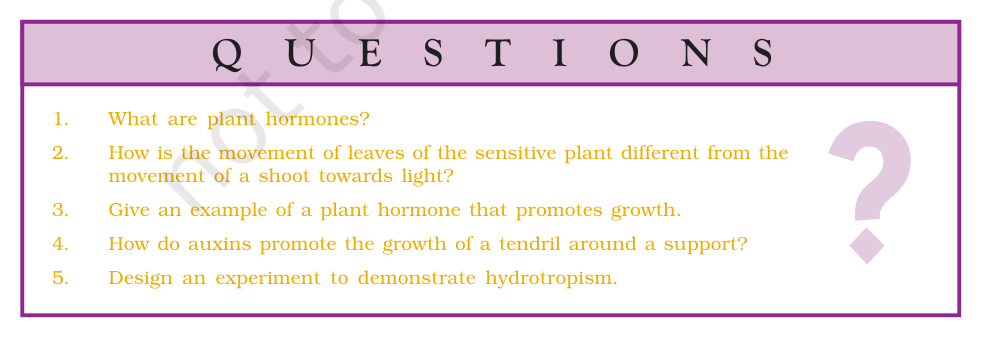 QUESTIONS
1. What are plant hormones?
2. How is the movement of leaves of the sensitive plant different from the
movement of a shoot towards light?
3. Give an example of a plant hormone that promotes growth.
4. How do auxins promote the growth of a tendril around a support?
5. Design an experiment to demonstrate hydrotropism.
?
not to